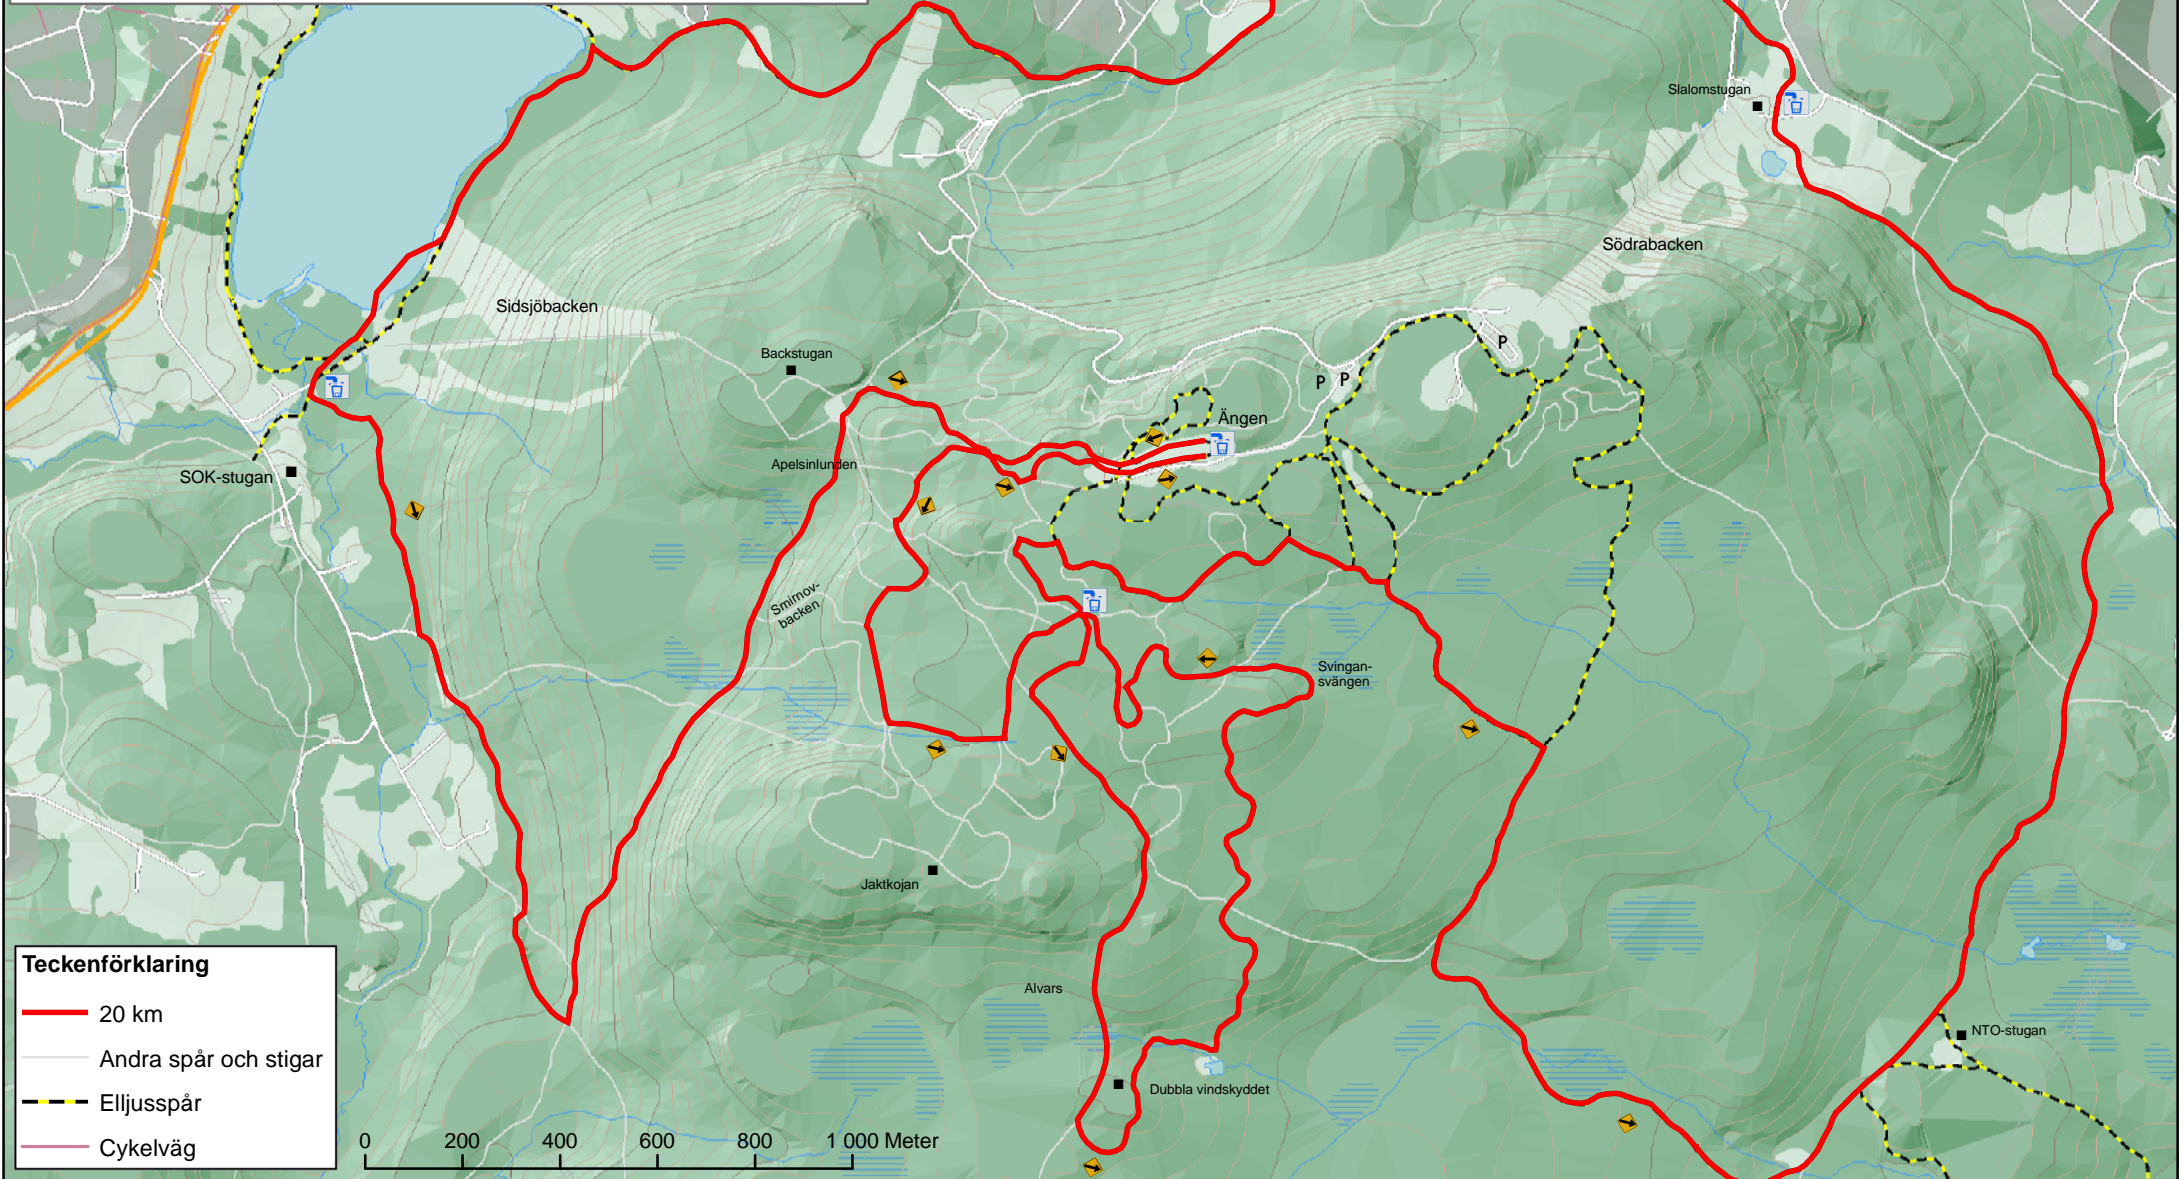 Slalomstugan
Södrabacken
Sidsjöbacken
Backstugan
P
P
P
Ängen
Apelsinlunden
SOK-stugan
Smirnov-
backen
Svingan-
svängen
Jaktkojan
Alvars
NTO-stugan
Dubbla vindskyddet
Teckenförklaring
20 km
Andra spår och stigar
Elljusspår
Cykelväg
0 200 400 600 800 1 000 Meter